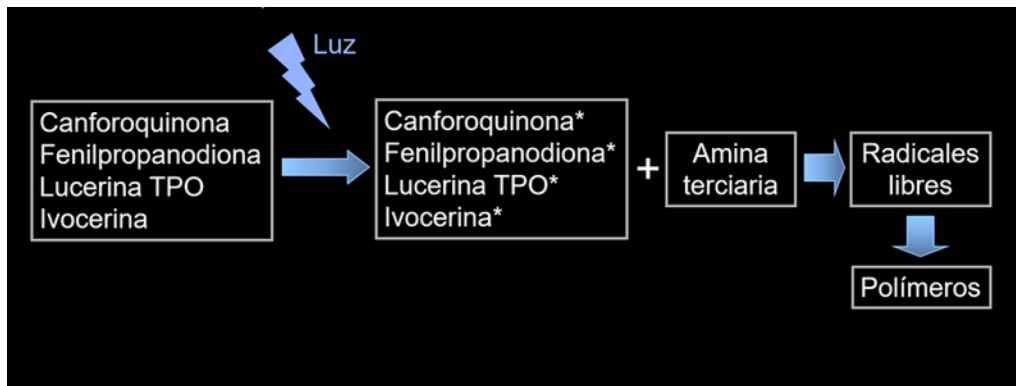 Luz
Canforoquinona
Fenilpropanodiona
Lucerina TPO
Ivocerina
Canforoquinona*
Fenilpropanodiona*
Lucerina TPO*
Ivocerina*
+
Amina
terciaria
Radicales
libres
Polímeros